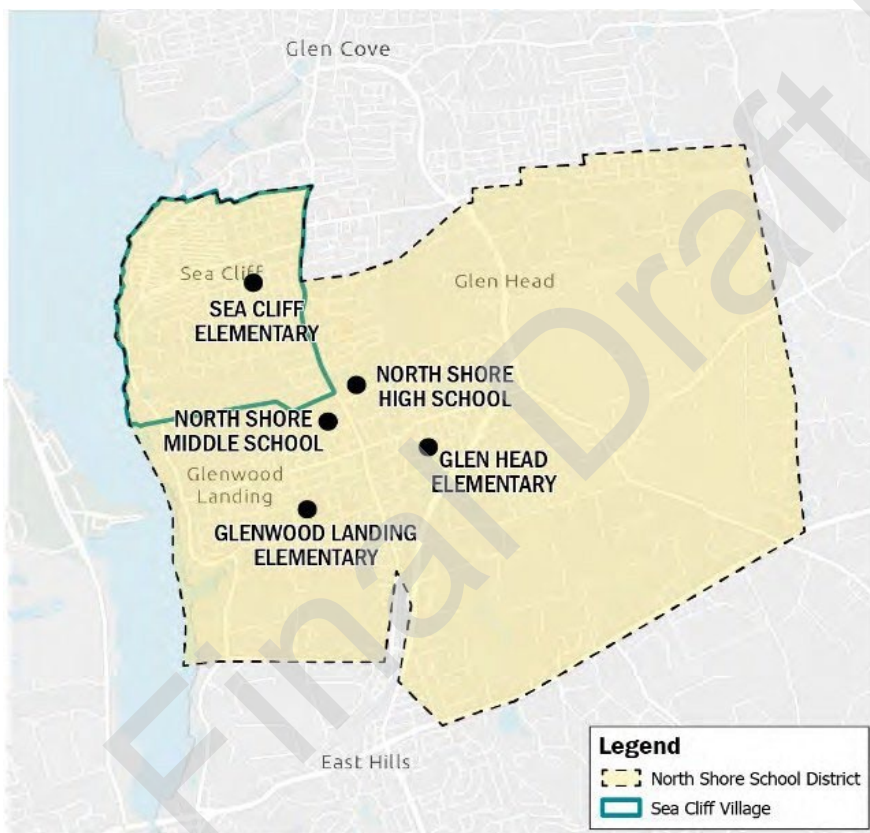 Glen Cove
Sea Cliff
Glen Head
SEA CLIFF
ELEMENTARY
NORTH SHORE
HIGH SCHOOL
NORTH SHORE
MIDDLE SCHOOL
GLEN HEAD
ELEMENTARY
Glenwood
Landing
GLENWOOD LANDING
ELEMENTARY
East Hills
Legend
North Shore School District
Sea Cliff Village
Final Draft